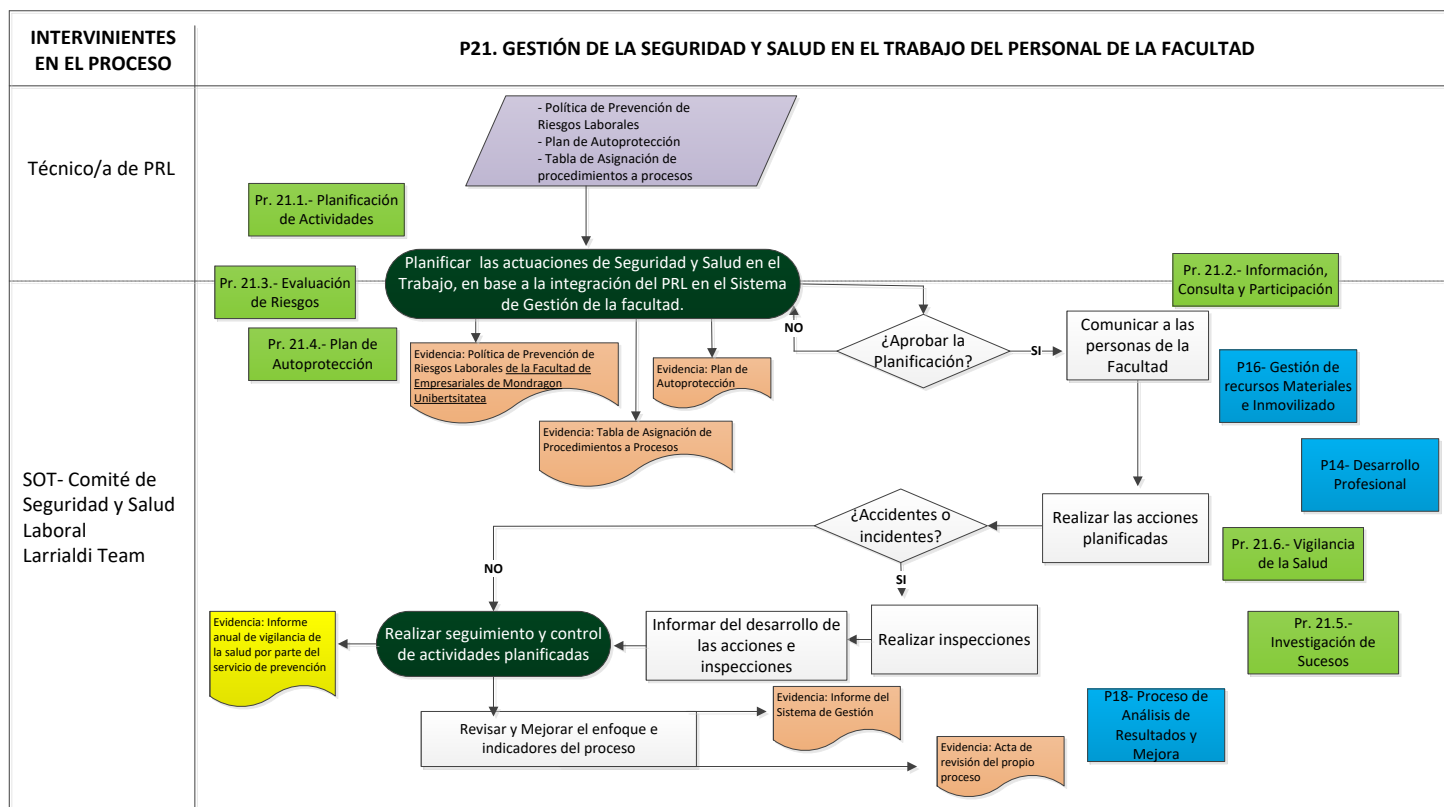 INTERVINIENTES
EN EL PROCESO
P21. GESTIÓN DE LA SEGURIDAD Y SALUD EN EL TRABAJO DEL PERSONAL DE LA FACULTAD
Técnico/a de PRL
- Política de Prevención de
Riesgos Laborales
- Plan de Autoprotección
- Tabla de Asignación de
procedimientos a procesos
Pr. 21.1.- Planificación
de Actividades
Planificar las actuaciones de Seguridad y Salud en el
Trabajo, en base a la integración del PRL en el Sistema
de Gestión de la facultad.
Pr. 21.3.- Evaluación
de Riesgos
Pr. 21.2.- Información,
Consulta y Participación
Pr. 21.4.- Plan de
Autoprotección
NO
¿Aprobar la
Planificación?
SI
Comunicar a las
personas de la
Facultad
Evidencia: Política de Prevención de
Riesgos Laborales de la Facultad de
Empresariales de Mondragon
Unibertsitatea
Evidencia: Plan de
Autoprotección
P16- Gestión de
recursos Materiales
e Inmovilizado
Evidencia: Tabla de Asignación de
Procedimientos a Procesos
P14- Desarrollo
Profesional
SOT- Comité de
Seguridad y Salud
Laboral
Larrialdi Team
¿Accidentes o
incidentes?
Realizar las acciones
planificadas
Pr. 21.6.- Vigilancia
de la Salud
NO
SI
Evidencia: Informe
anual de vigilancia de
la salud por parte del
servicio de prevención
Realizar seguimiento y control
de actividades planificadas
Informar del desarrollo de
las acciones e
inspecciones
Realizar inspecciones
Pr. 21.5.-
Investigación de
Sucesos
Revisar y Mejorar el enfoque e
indicadores del proceso
Evidencia: Informe del
Sistema de Gestión
P18- Proceso de
Análisis de
Resultados y
Mejora
Evidencia: Acta de
revisión del propio
proceso